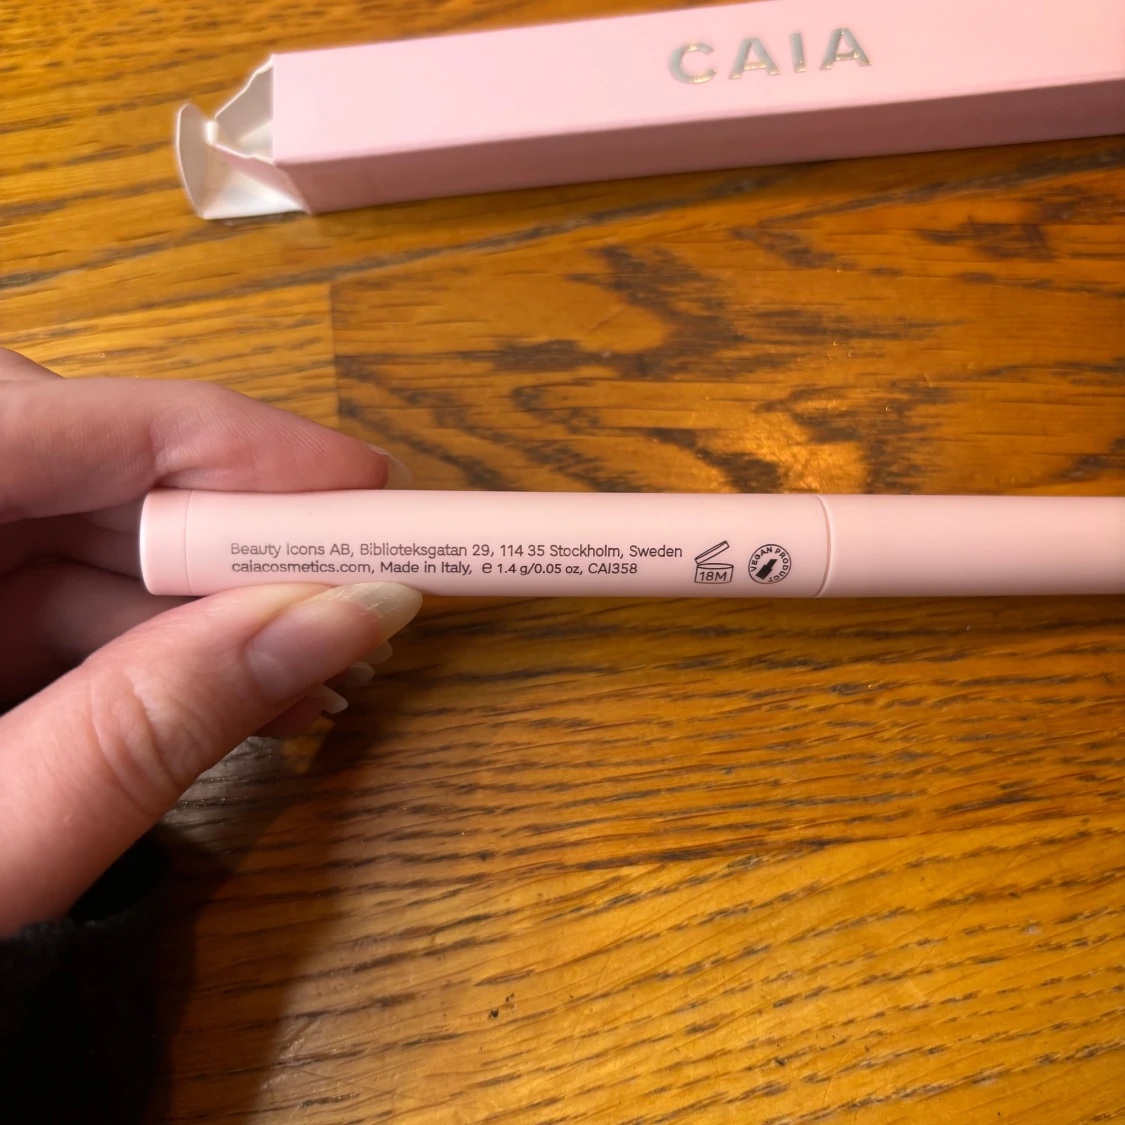 CAIA
Beauty Icons AB, Biblioteksgatan 29, 114 35 Stockholm, Sweden
caiacosmetics.com, Made in Italy, ℮ 1.4 g/0.05 oz, CAI358
18M
VEGAN PRODUCT